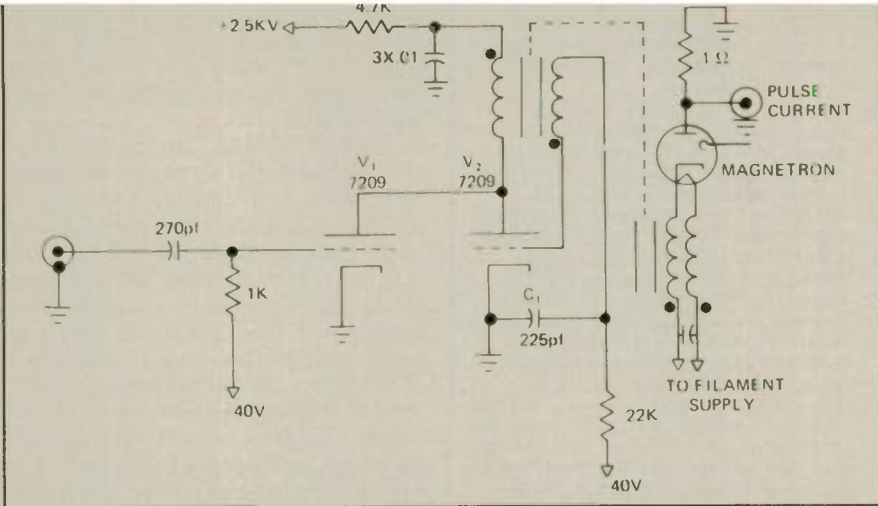 4.7K
+2.5KV
3X.01
1 Ω
PULSE
CURRENT
MAGNETRON
V₁
7209
V₂
7209
270pf
1K
C₁
225pf
TO FILAMENT
SUPPLY
22K
40V
40V